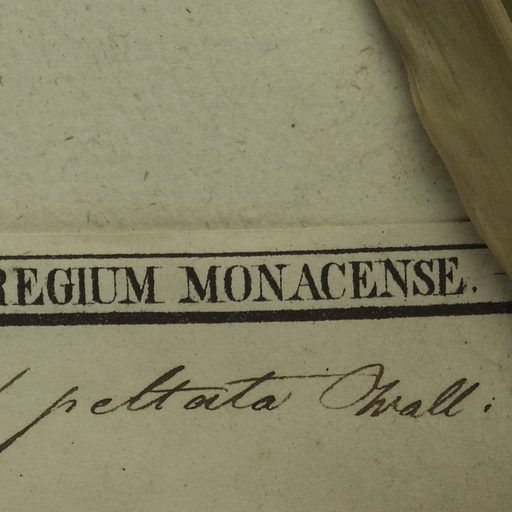 REGIUM MONACENSE.
peltata Wall.